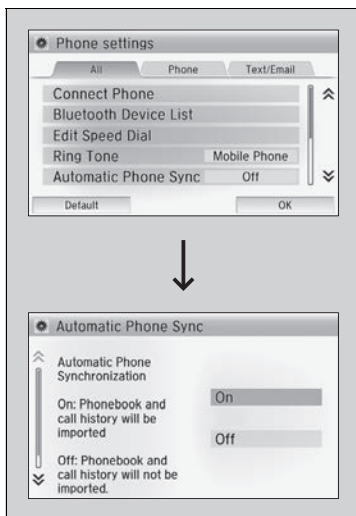 Phone settings
All Phone Text/Email
Connect Phone
Bluetooth Device List
Edit Speed Dial
Ring Tone Mobile Phone
Automatic Phone Sync Off
Default OK
Automatic Phone Sync
Automatic Phone
Synchronization
On: Phonebook and
call history will be
imported
Off: Phonebook and
call history will not be
imported.
On
Off